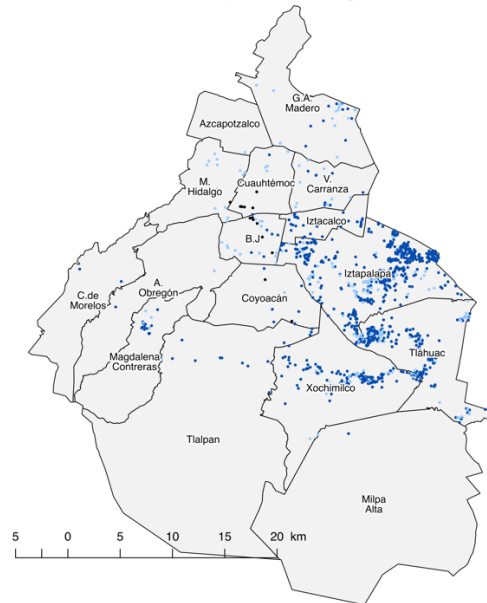 G.A.
Madero
Azcapotzalco
M.
Hidalgo
Cuauhtémoc
V.
Carranza
Iztacalco
B.J
Iztapalapa
C.de
Morelos
A.
Obregón
Coyoacán
Tláhuac
Magdalena
Contreras
Xochimilco
Tlalpan
Milpa
Alta
5 0 5 10 15 20 km